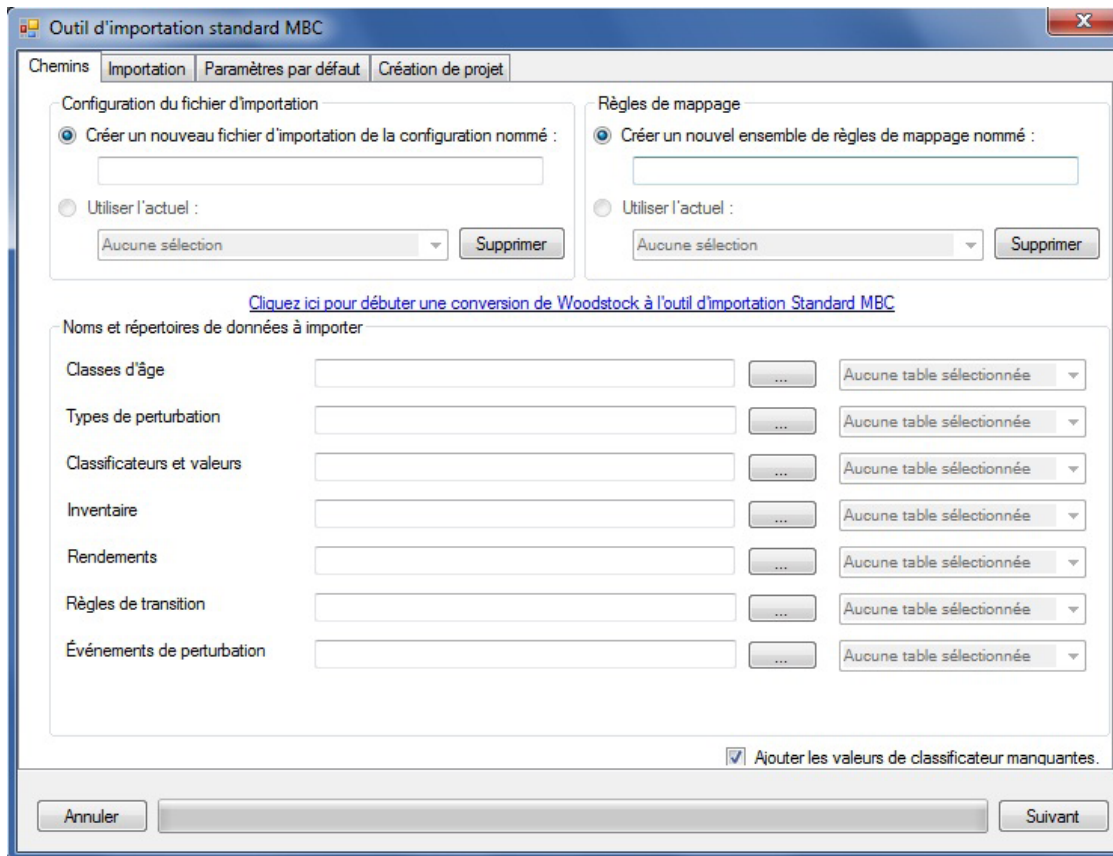 Outil d'importation standard MBC
Chemins Importation Paramètres par défaut Création de projet
Configuration du fichier d'importation
Créer un nouveau fichier d'importation de la configuration nommé :
Utiliser l'actuel :
Aucune sélection Supprimer
Règles de mappage
Créer un nouvel ensemble de règles de mappage nommé :
Utiliser l'actuel :
Aucune sélection Supprimer
Cliquez ici pour débuter une conversion de Woodstock à l'outil d'importation Standard MBC
Noms et répertoires de données à importer
Classes d'âge ... Aucune table sélectionnée
Types de perturbation ... Aucune table sélectionnée
Classificateurs et valeurs ... Aucune table sélectionnée
Inventaire ... Aucune table sélectionnée
Rendements ... Aucune table sélectionnée
Règles de transition ... Aucune table sélectionnée
Événements de perturbation ... Aucune table sélectionnée
Ajouter les valeurs de classificateur manquantes.
Annuler Suivant